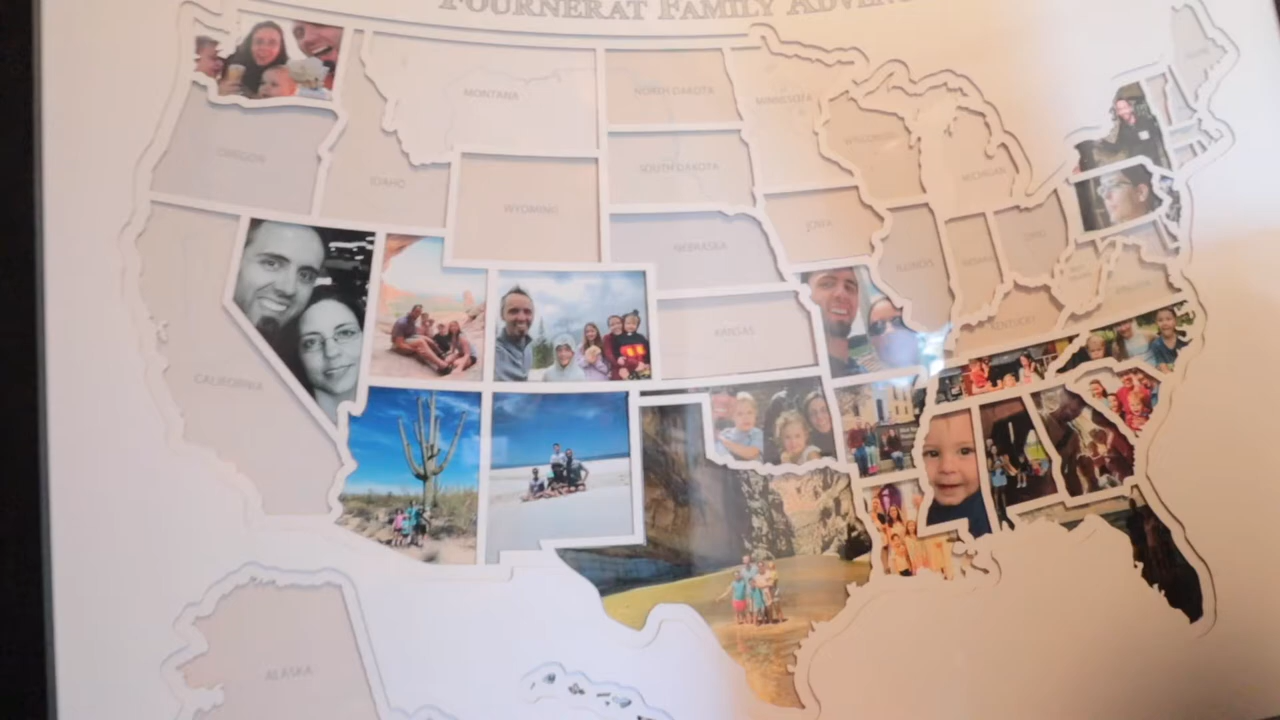 FOURNERAT FAMILY ADVEN
MONTANA
NORTH DAKOTA
MINNESOTA
OREGON
IDAHO
SOUTH DAKOTA
WISCONSIN
MICHIGAN
WYOMING
NEBRASKA
IOWA
ILLINOIS
INDIANA
OHIO
KANSAS
KENTUCKY
CALIFORNIA
ALASKA